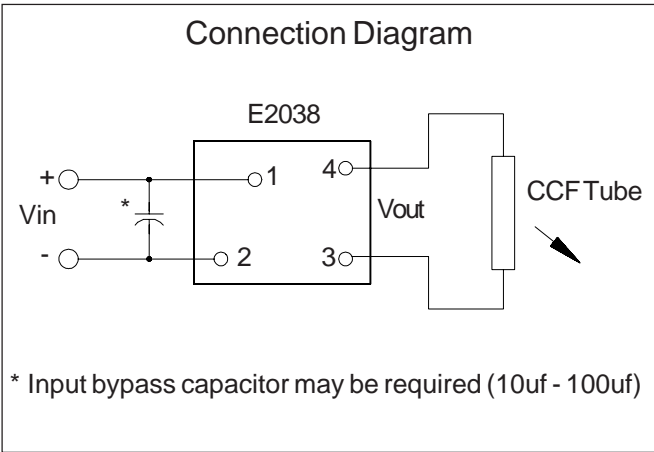 Connection Diagram
E2038
+ 1 4
Vin * Vout CCF Tube
- 2 3
* Input bypass capacitor may be required (10uf - 100uf)